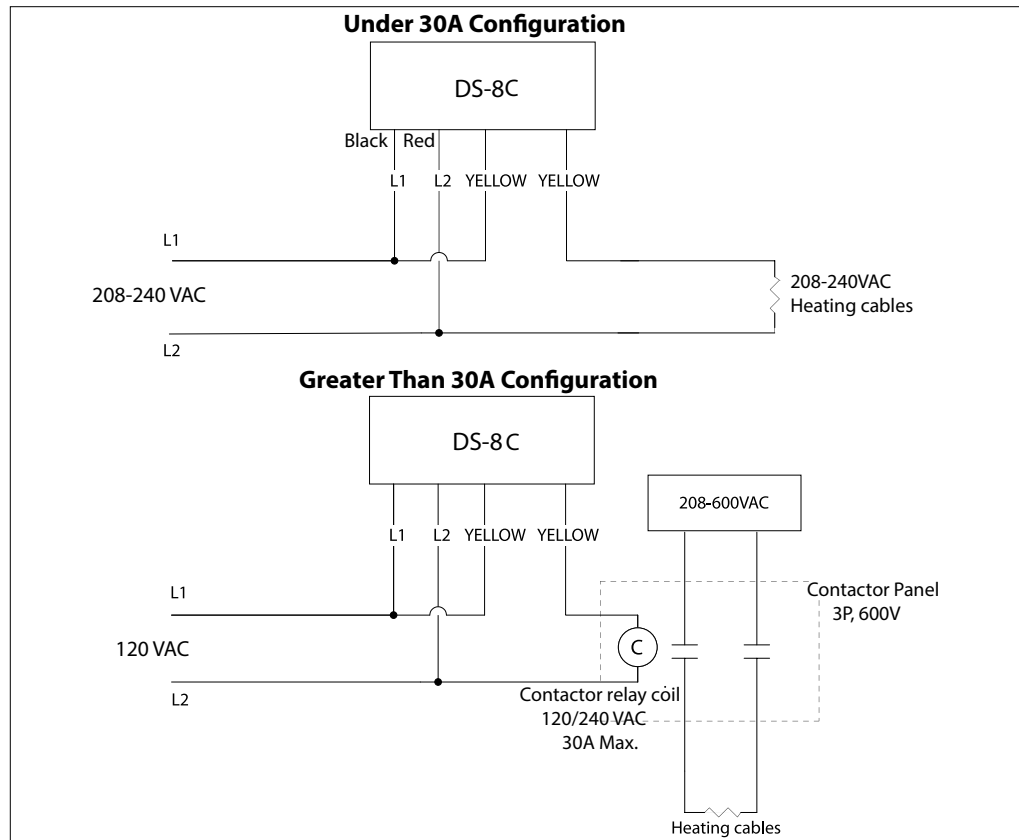 Under 30A Configuration
DS-8C
Black Red
L1 L2 YELLOW YELLOW
L1
208-240 VAC
208-240VAC
Heating cables
L2
Greater Than 30A Configuration
DS-8 C
208-600VAC
L1 L2 YELLOW YELLOW
Contactor Panel
3P, 600V
L1
120 VAC
C
L2
Contactor relay coil
120/240 VAC
30A Max.
Heating cables